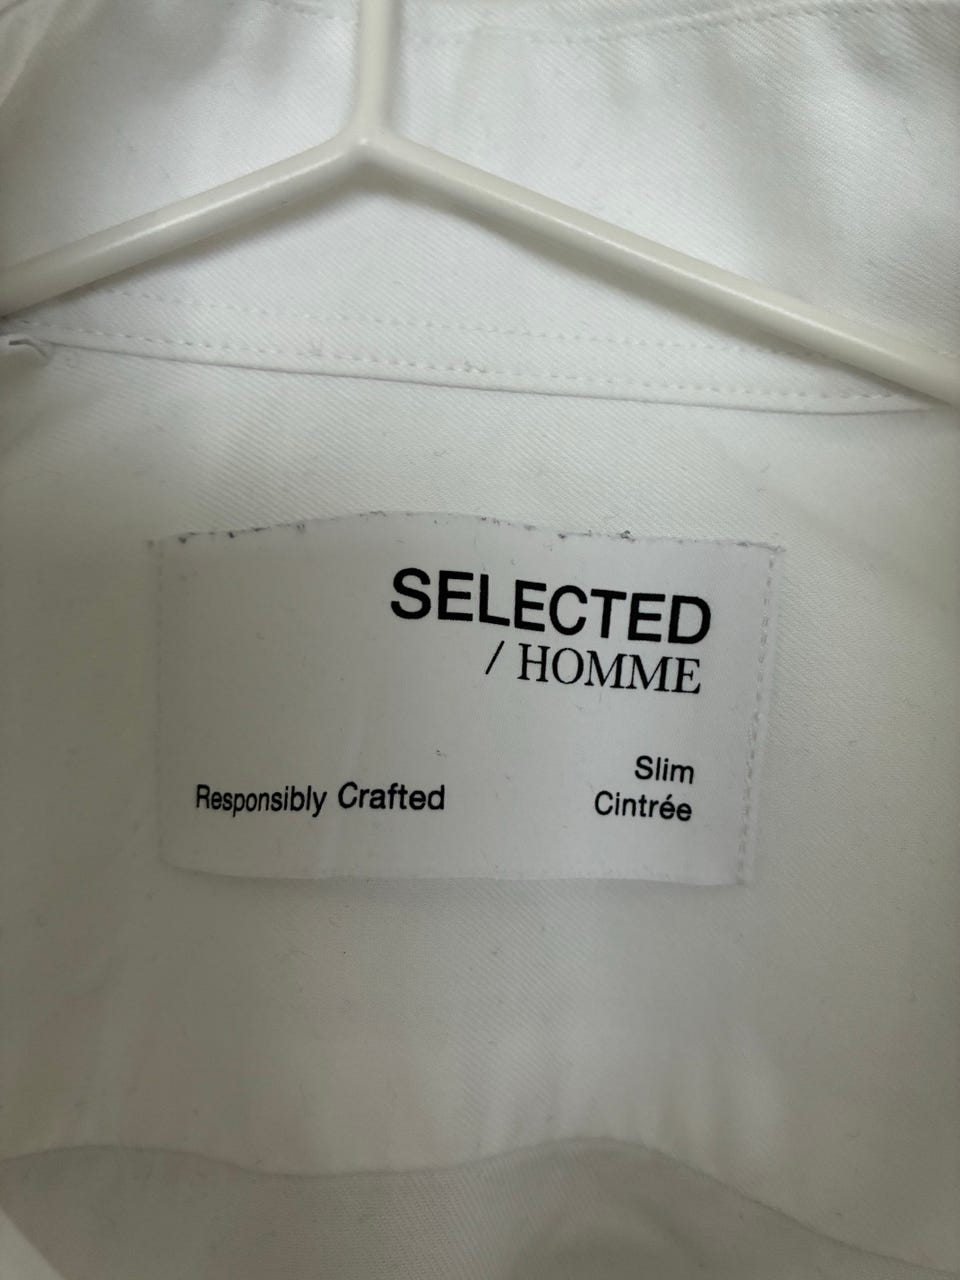 SELECTED
/ HOMME
Slim
Responsibly Crafted
Cintrée